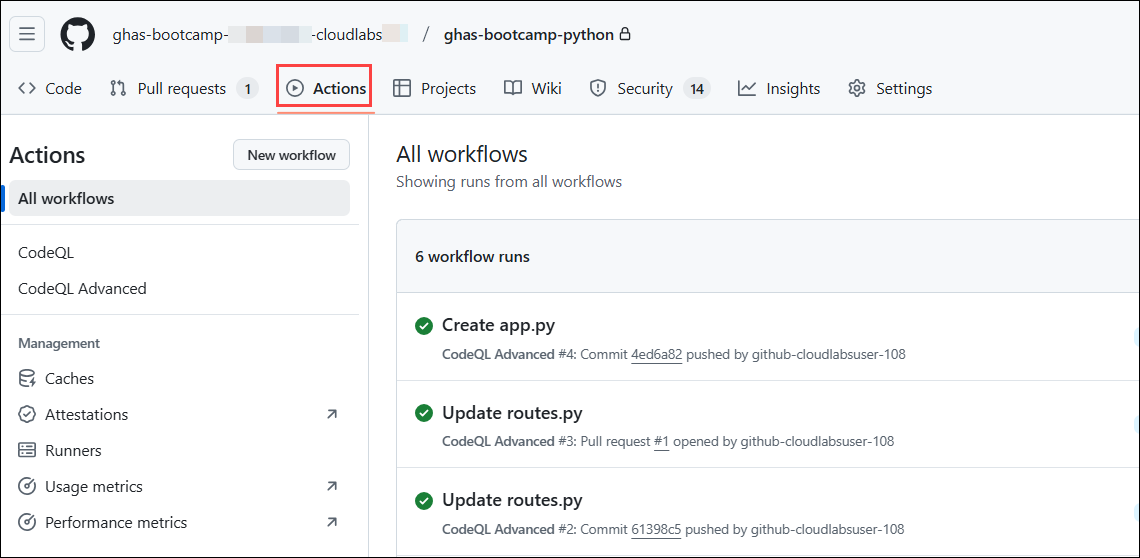 ghas-bootcamp- -cloudlabs / ghas-bootcamp-python
Code Pull requests 1 Actions Projects Wiki Security 14 Insights Settings
Actions New workflow
All workflows
CodeQL
CodeQL Advanced
Management
Caches
Attestations
Runners
Usage metrics
Performance metrics
All workflows
Showing runs from all workflows
6 workflow runs
Create app.py
CodeQL Advanced #4: Commit 4ed6a82 pushed by github-cloudlabsuser-108
Update routes.py
CodeQL Advanced #3: Pull request #1 opened by github-cloudlabsuser-108
Update routes.py
CodeQL Advanced #2: Commit 61398c5 pushed by github-cloudlabsuser-108